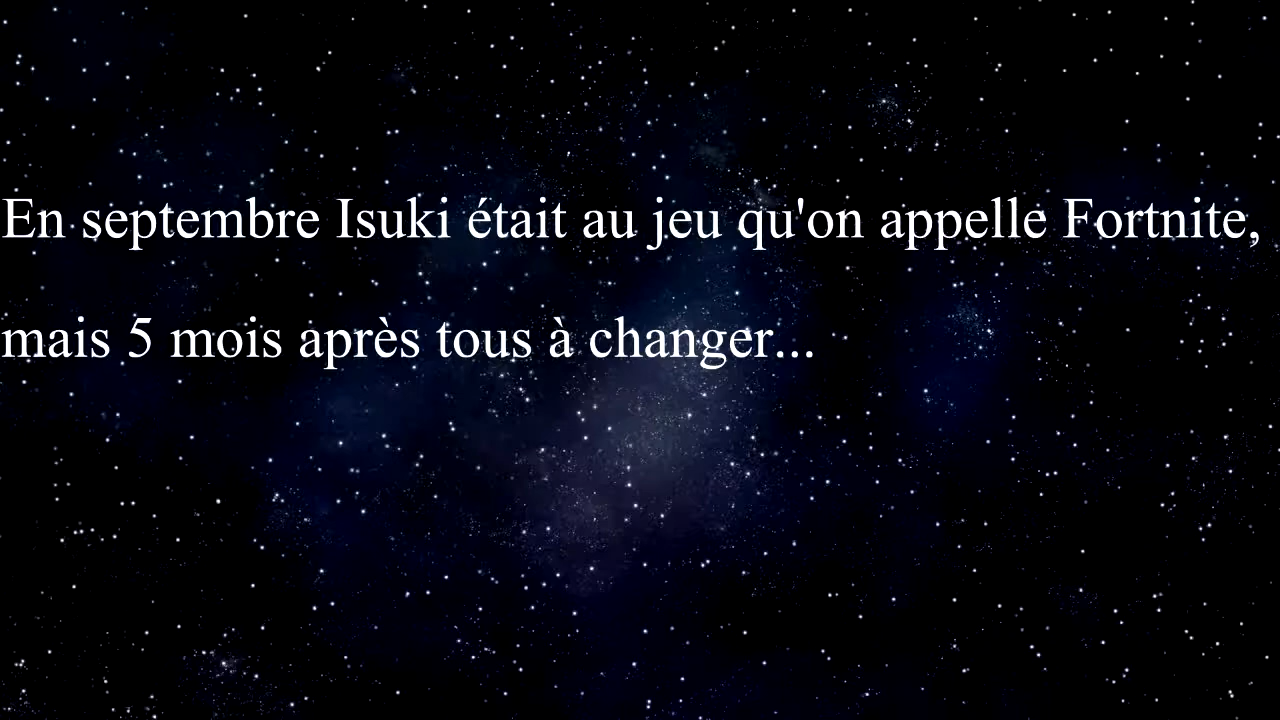 En septembre Isuki était au jeu qu'on appelle Fortnite,
mais 5 mois après tous à changer...